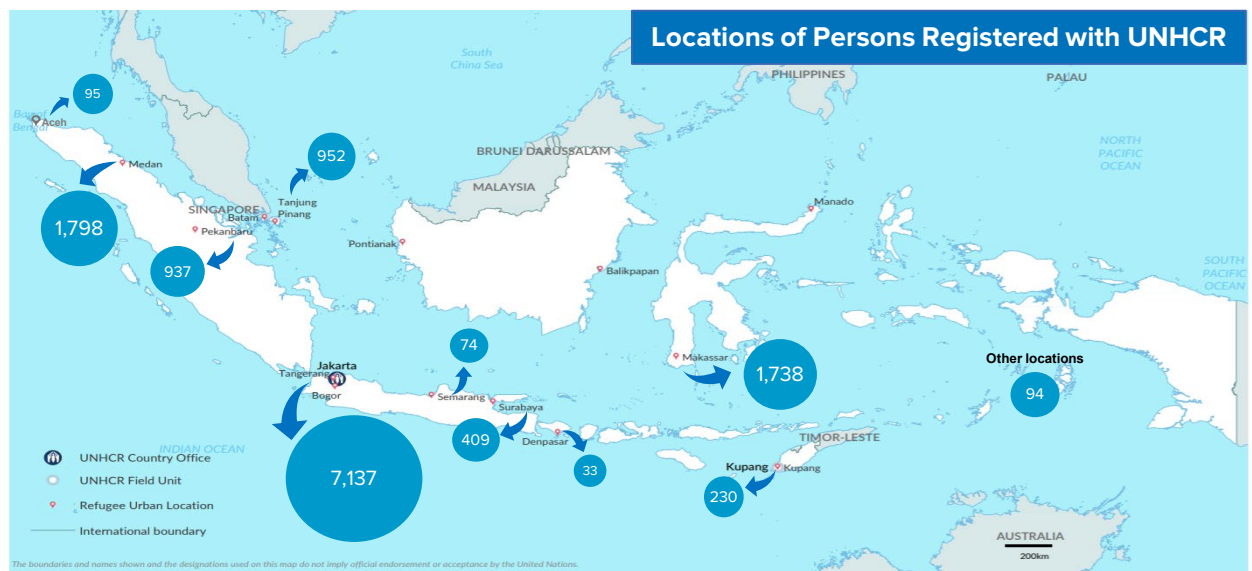 Locations of Persons Registered with UNHCR
South
China Sea
PHILIPPINES
PALAU
95
Bay of
Bengal
Aceh
NORTH
PACIFIC
OCEAN
BRUNEI DARUSSALAM
952
Medan
MALAYSIA
Tanjung
Pinang
SINGAPORE
Batam
Manado
1,798
Pekanbaru
Pontianak
SOUTH
PACIFIC
OCEAN
937
Balikpapan
74
Makassar
1,738
Other locations
94
Jakarta
Tangerang
Bogor
Semarang
Surabaya
409
Denpasar
33
TIMOR-LESTE
Kupang
Kupang
230
INDIAN OCEAN
7,137
UNHCR Country Office
UNHCR Field Unit
Refugee Urban Location
International boundary
AUSTRALIA
200km
The boundaries and names shown and the designations used on this map do not imply official endorsement or acceptance by the United Nations.